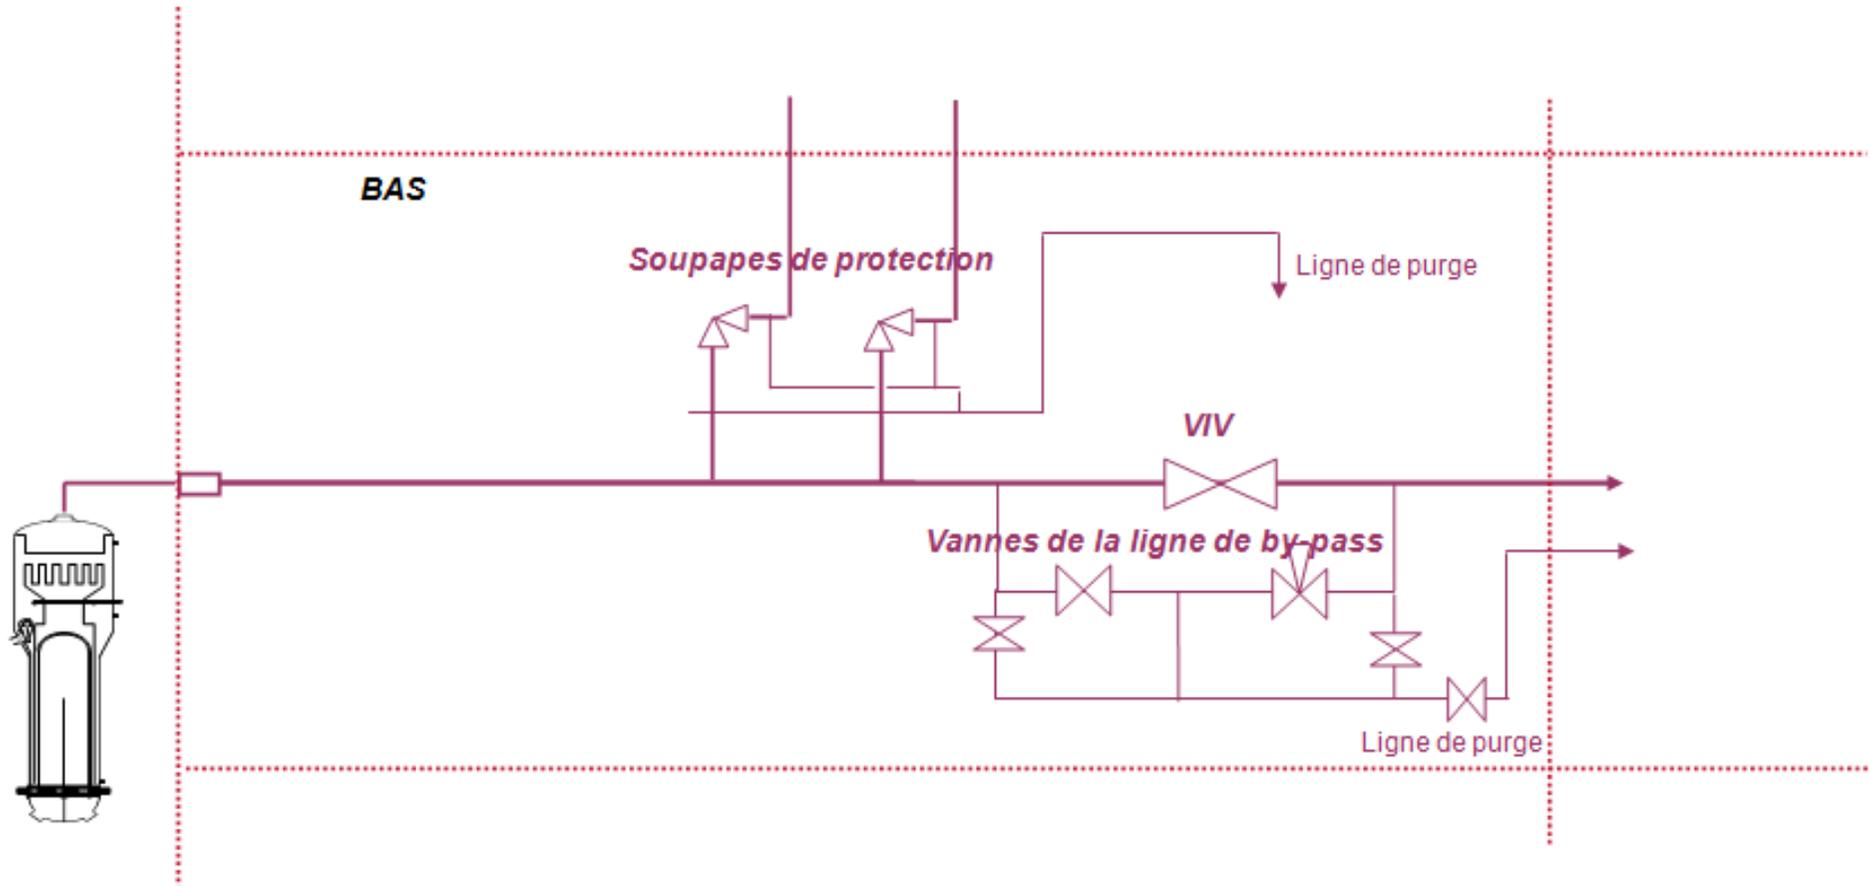 BAS
Soupapes de protection
Ligne de purge
VIV
Vannes de la ligne de by-pass
Ligne de purge